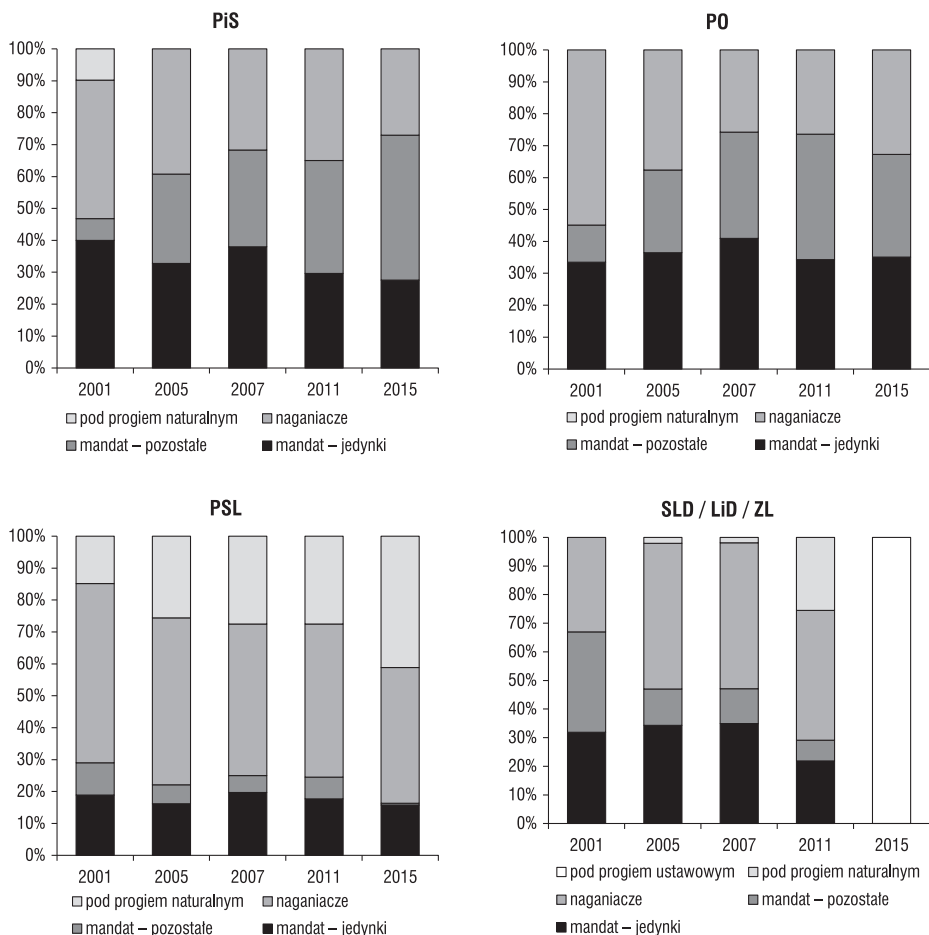 PiS
100%
90%
80%
70%
60%
50%
40%
30%
20%
10%
0%
2001 2005 2007 2011 2015
pod progiem naturalnym naganiacze
mandat – pozostałe mandat – jedynki
PO
100%
90%
80%
70%
60%
50%
40%
30%
20%
10%
0%
2001 2005 2007 2011 2015
pod progiem naturalnym naganiacze
mandat – pozostałe mandat – jedynki
PSL
100%
90%
80%
70%
60%
50%
40%
30%
20%
10%
0%
2001 2005 2007 2011 2015
pod progiem naturalnym naganiacze
mandat – pozostałe mandat – jedynki
SLD / LiD / ZL
100%
90%
80%
70%
60%
50%
40%
30%
20%
10%
0%
2001 2005 2007 2011 2015
pod progiem ustawowym pod progiem naturalnym
naganiacze mandat – pozostałe
mandat – jedynki